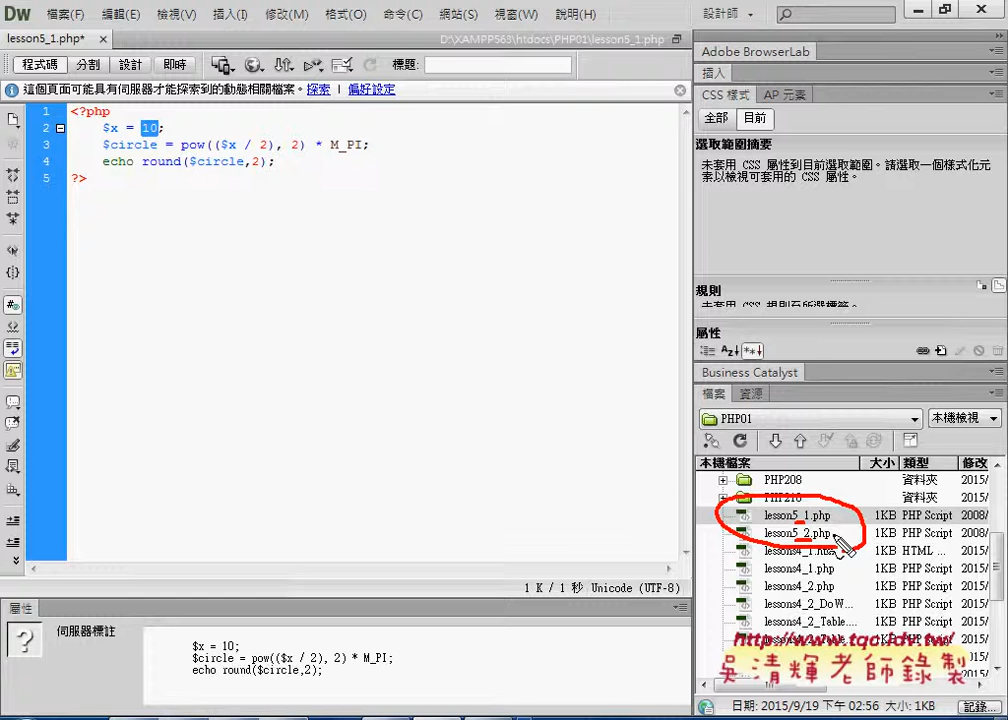 Dw 檔案(F) 編輯(E) 檢視(V) 插入(I) 修改(M) 格式(O) 命令(C) 網站(S) 視窗(W) 說明(H) 設計師
lesson5_1.php* × D:\XAMPP563\htdocs\PHP01\lesson5_1.php
程式碼 分割 設計 即時 標題:
這個頁面可能具有伺服器才能探索到的動態相關檔案。探索 | 偏好設定
1 <?php
2 $x = 10;
3 $circle = pow(($x / 2), 2) * M_PI;
4 echo round($circle,2);
5 ?>
1 K / 1 秒 Unicode (UTF-8)
屬性
伺服器標註
$x = 10;
$circle = pow(($x / 2), 2) * M_PI;
echo round($circle,2);
Adobe BrowserLab
插入
CSS 樣式 AP 元素
全部 目前
選取範圍摘要
未套用 CSS 屬性到目前選取範圍。請選取一個樣式化元
素以檢視可套用的 CSS 屬性。
規則
未套用 CSS 規則至所選標籤。
屬性
Business Catalyst
檔案 資源
PHP01 本機檢視
本機檔案 大小 類型 修改
PHP208 資料夾 2015/
資料夾 2015/
lesson5_1.php 1KB PHP Script 2008/
lesson5_2.php 1KB PHP Script 2008/
1KB HTML ... 2015/
lessons4_1.php 1KB PHP Script 2015/
lessons4_2.php 1KB PHP Script 2015/
lessons4_2_DoW... 1KB PHP Script 2015/
lessons4_2_Table.... 1KB PHP Script 2015/
吳清輝老師錄製
日期: 2015/9/19 下午 02:56 大小: 1KB 記錄...